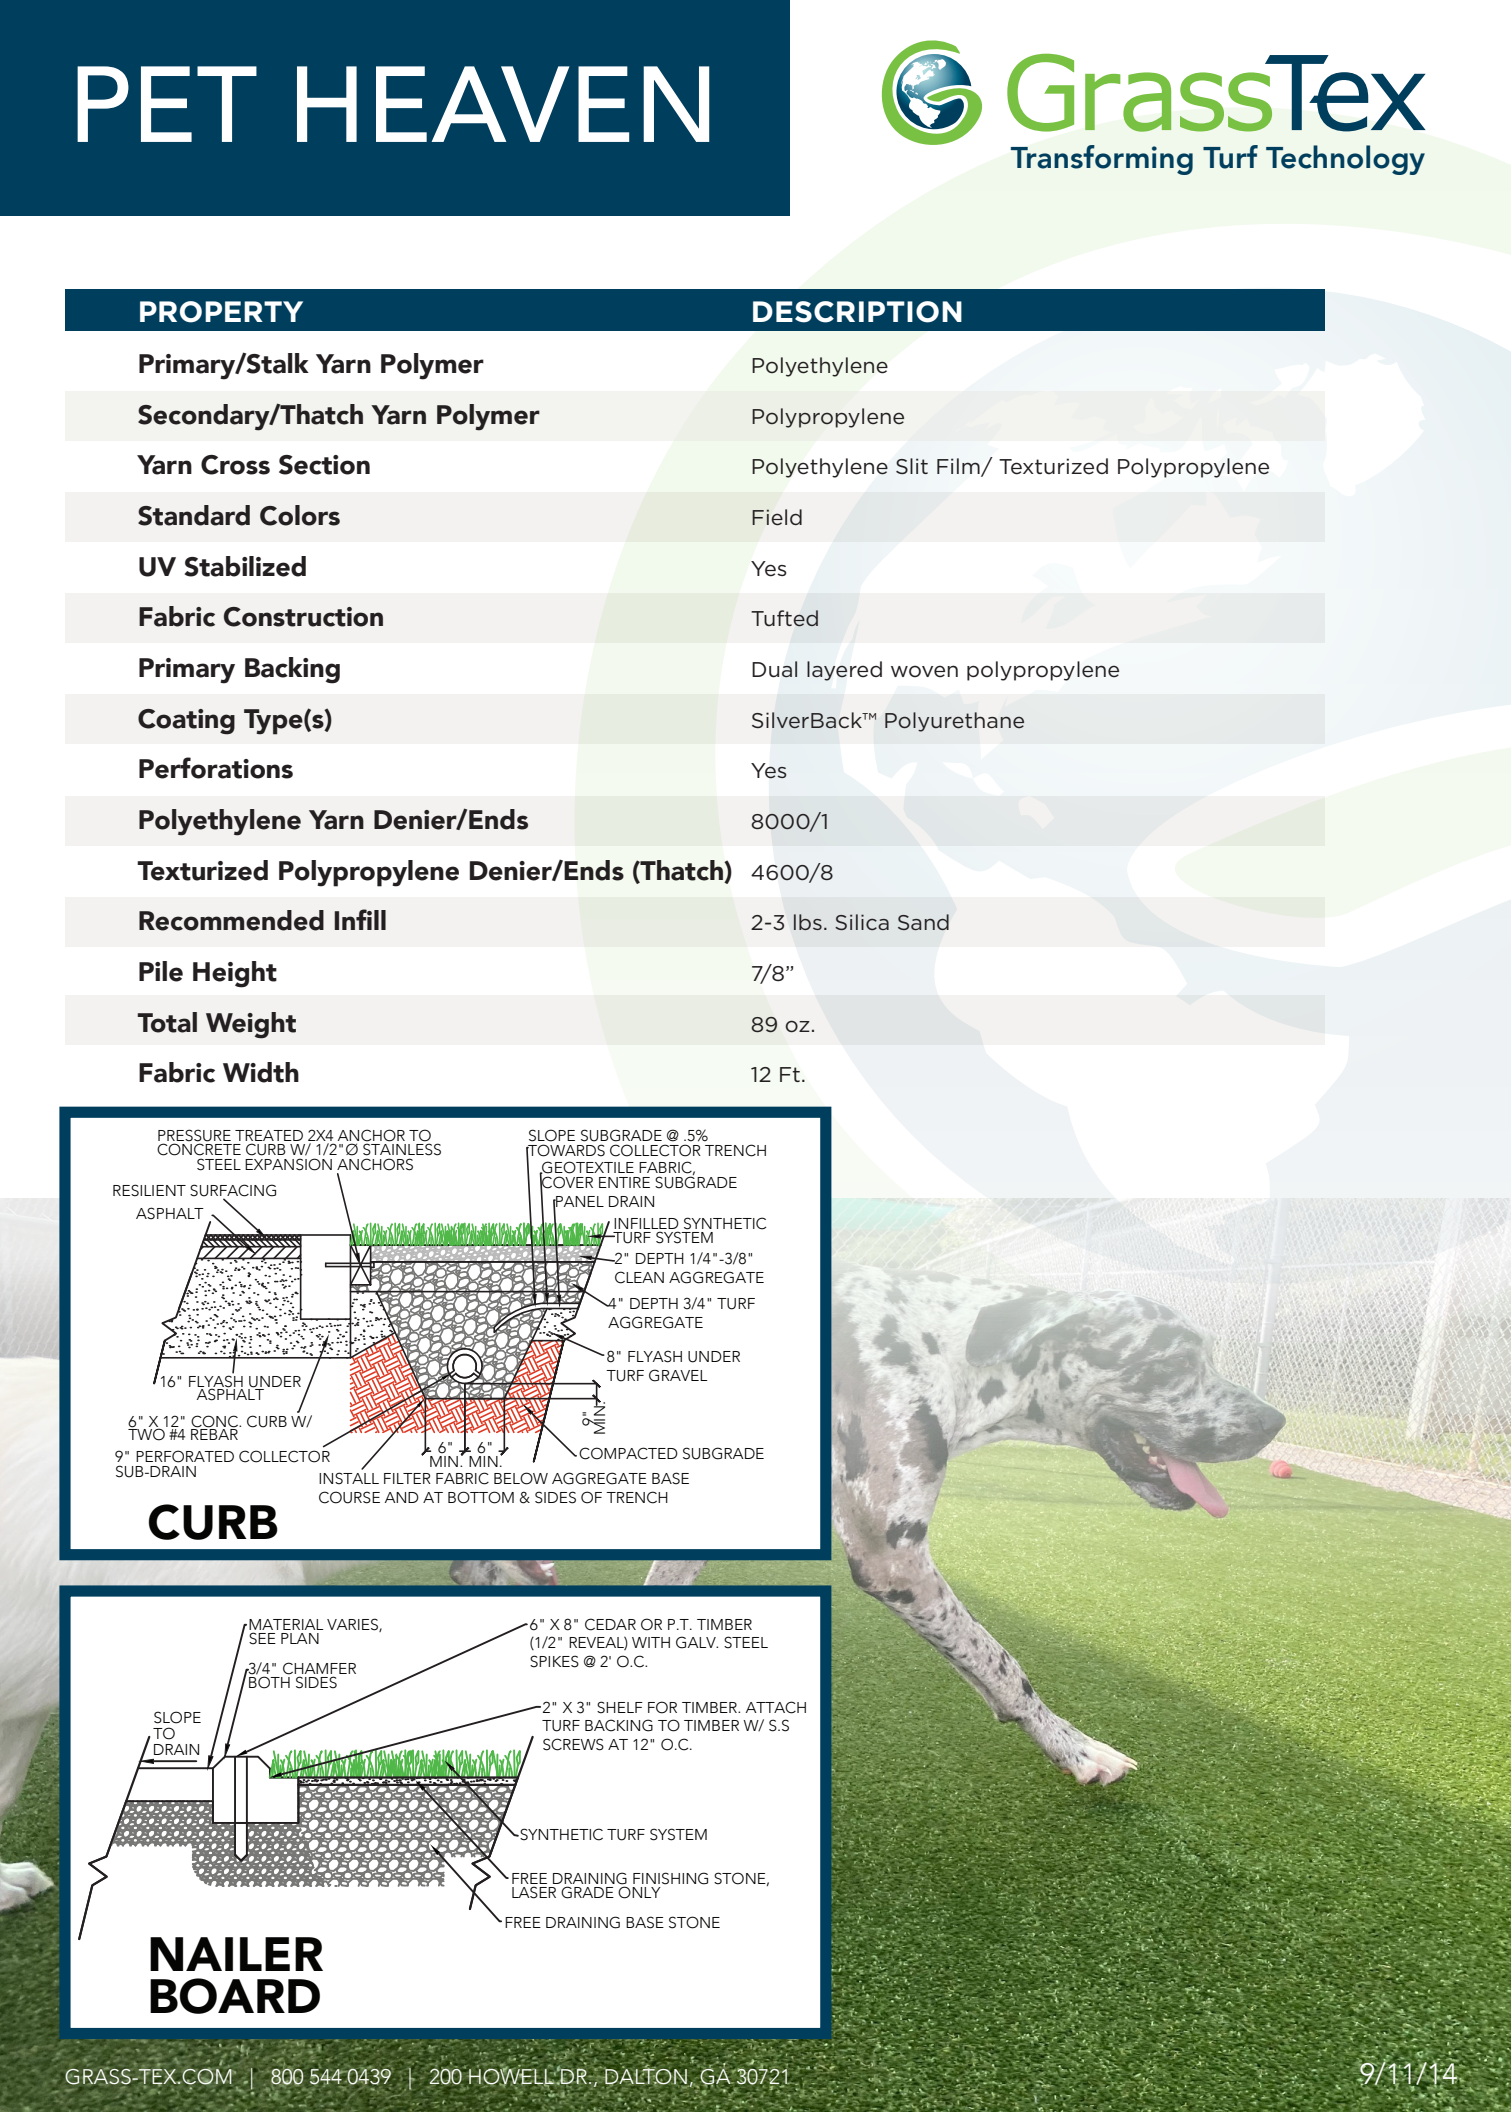 PET HEAVEN
GrassTex
Transforming Turf Technology
PROPERTY DESCRIPTION
Primary/Stalk Yarn Polymer Polyethylene
Secondary/Thatch Yarn Polymer Polypropylene
Yarn Cross Section Polyethylene Slit Film/ Texturized Polypropylene
Standard Colors Field
UV Stabilized Yes
Fabric Construction Tufted
Primary Backing Dual layered woven polypropylene
Coating Type(s) SilverBack™ Polyurethane
Perforations Yes
Polyethylene Yarn Denier/Ends 8000/1
Texturized Polypropylene Denier/Ends (Thatch) 4600/8
Recommended Infill 2-3 lbs. Silica Sand
Pile Height 7/8”
Total Weight 89 oz.
Fabric Width 12 Ft.
PRESSURE TREATED 2X4 ANCHOR TO
CONCRETE CURB W/ 1/2"Ø STAINLESS
STEEL EXPANSION ANCHORS
RESILIENT SURFACING
ASPHALT
SLOPE SUBGRADE @ .5%
TOWARDS COLLECTOR TRENCH
GEOTEXTILE FABRIC,
COVER ENTIRE SUBGRADE
PANEL DRAIN
INFILLED SYNTHETIC
TURF SYSTEM
2" DEPTH 1/4"-3/8"
CLEAN AGGREGATE
4" DEPTH 3/4" TURF
AGGREGATE
8" FLYASH UNDER
TURF GRAVEL
9"
MIN.
16" FLYASH UNDER
ASPHALT
6" X 12" CONC. CURB W/
TWO #4 REBAR
9" PERFORATED COLLECTOR
SUB-DRAIN
6" 6"
MIN. MIN.
COMPACTED SUBGRADE
INSTALL FILTER FABRIC BELOW AGGREGATE BASE
COURSE AND AT BOTTOM & SIDES OF TRENCH
CURB
MATERIAL VARIES,
SEE PLAN
3/4" CHAMFER
BOTH SIDES
SLOPE
TO
DRAIN
6" X 8" CEDAR OR P.T. TIMBER
(1/2" REVEAL) WITH GALV. STEEL
SPIKES @ 2' O.C.
2" X 3" SHELF FOR TIMBER. ATTACH
TURF BACKING TO TIMBER W/ S.S
SCREWS AT 12" O.C.
SYNTHETIC TURF SYSTEM
FREE DRAINING FINISHING STONE,
LASER GRADE ONLY
FREE DRAINING BASE STONE
NAILER
BOARD
GRASS-TEX.COM | 800 544 0439 | 200 HOWELL DR., DALTON, GA 30721
9/11/14